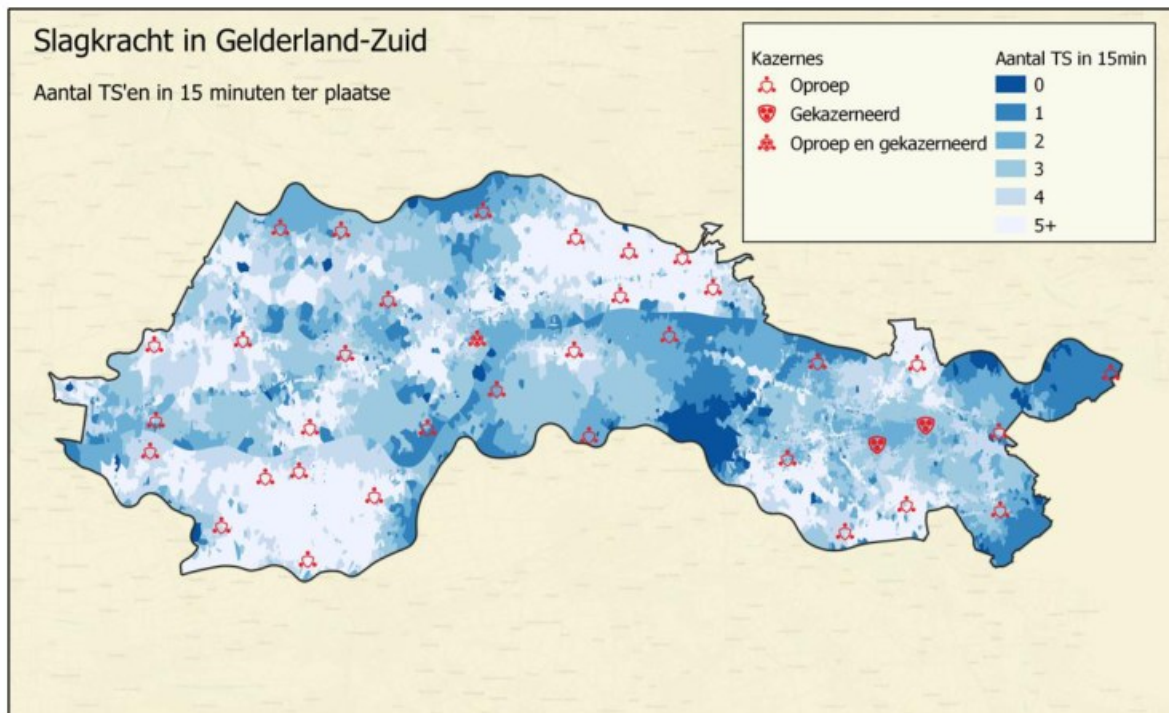 Slagkracht in Gelderland-Zuid
Aantal TS'en in 15 minuten ter plaatse
Kazernes
Oproep
Gekazerneerd
Oproep en gekazerneerd
Aantal TS in 15min
0
1
2
3
4
5+